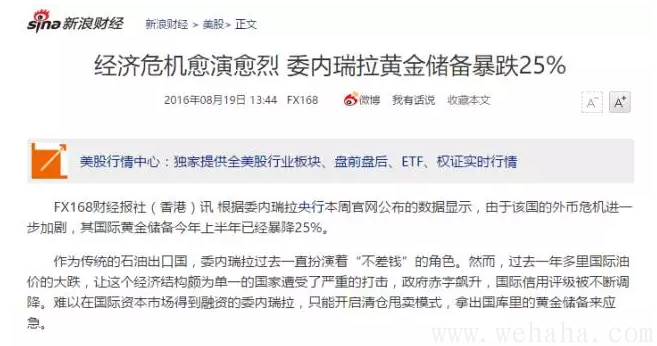 sina 新浪财经 新浪财经 > 美股> 正文
经济危机愈演愈烈 委内瑞拉黄金储备暴跌25%
2016年08月19日 13:44 FX168 微博 我有话说 收藏本文 A- A+
美股行情中心：独家提供全美股行业板块、盘前盘后、ETF、权证实时行情
FX168财经报社（香港）讯 根据委内瑞拉央行本周官网公布的数据显示，由于该国的外币危机进一
步加剧，其国际黄金储备今年上半年已经暴降25%。
作为传统的石油出口国，委内瑞拉过去一直扮演着“不差钱”的角色。然而，过去一年多里国际油
价的大跌，让这个经济结构颇为单一的国家遭受了严重的打击，政府赤字飙升，国际信用评级被不断调
降。难以在国际资本市场得到融资的委内瑞拉，只能开启清仓甩卖模式，拿出国库里的黄金储备来应
急。
www.wehaha.com